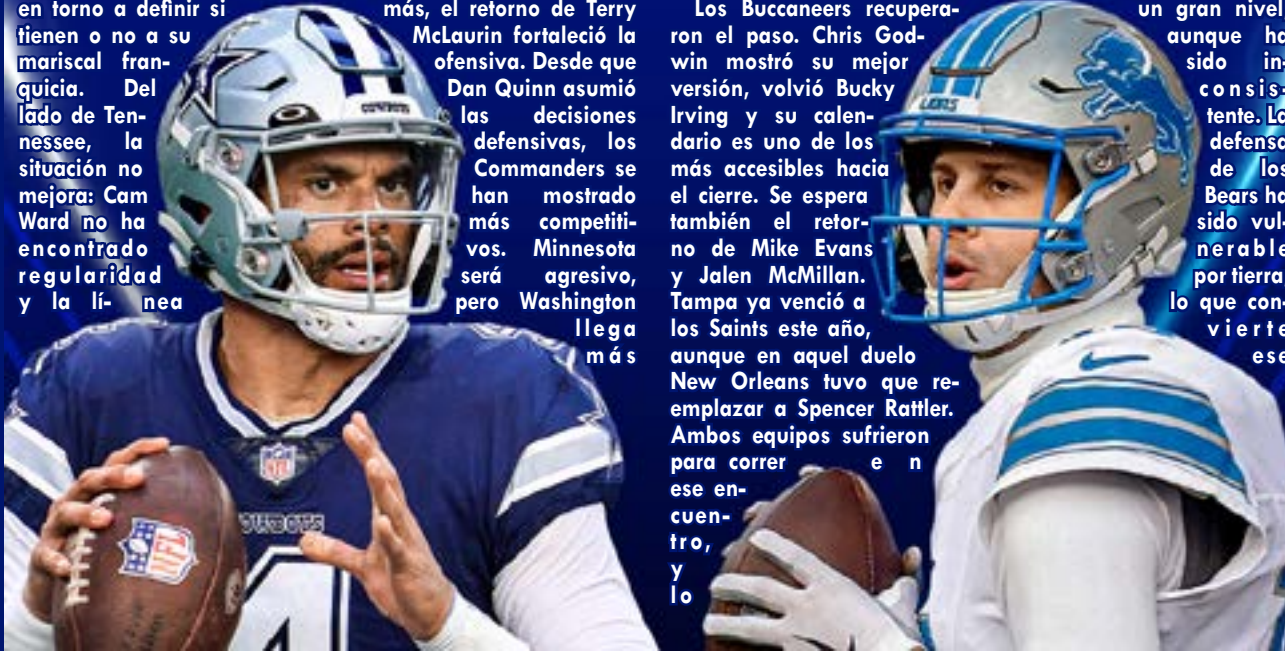 en torno a definir si
tienen o no a su
mariscal fran-
quicia. Del
lado de Ten-
nessee, la
situación no
mejora: Cam
Ward no ha
encontrado
regularidad
y la lí- nea
más, el retorno de Terry
McLaurin fortaleció la
ofensiva. Desde que
Dan Quinn asumió
las decisiones
defensivas, los
Commanders se
han mostrado
más competiti-
vos. Minnesota
será agresivo,
pero Washington
llega
más
Los Buccaneers recupera-
ron el paso. Chris God-
win mostró su mejor
versión, volvió Bucky
Irving y su calen-
dario es uno de los
más accesibles hacia
el cierre. Se espera
también el retor-
no de Mike Evans
y Jalen McMillan.
Tampa ya venció a
los Saints este año,
aunque en aquel duelo
New Orleans tuvo que re-
emplazar a Spencer Rattler.
Ambos equipos sufrieron
para correr e n
ese en-
cuen-
tro,
y
lo
un gran nivel
aunque ha
sido in-
consis-
tente. La
defensa
de los
Bears ha
sido vul-
nerable
por tierra
lo que con-
vierte
ese
COWBOYS
NFL
COWBOYS
4
NFL
LIONS